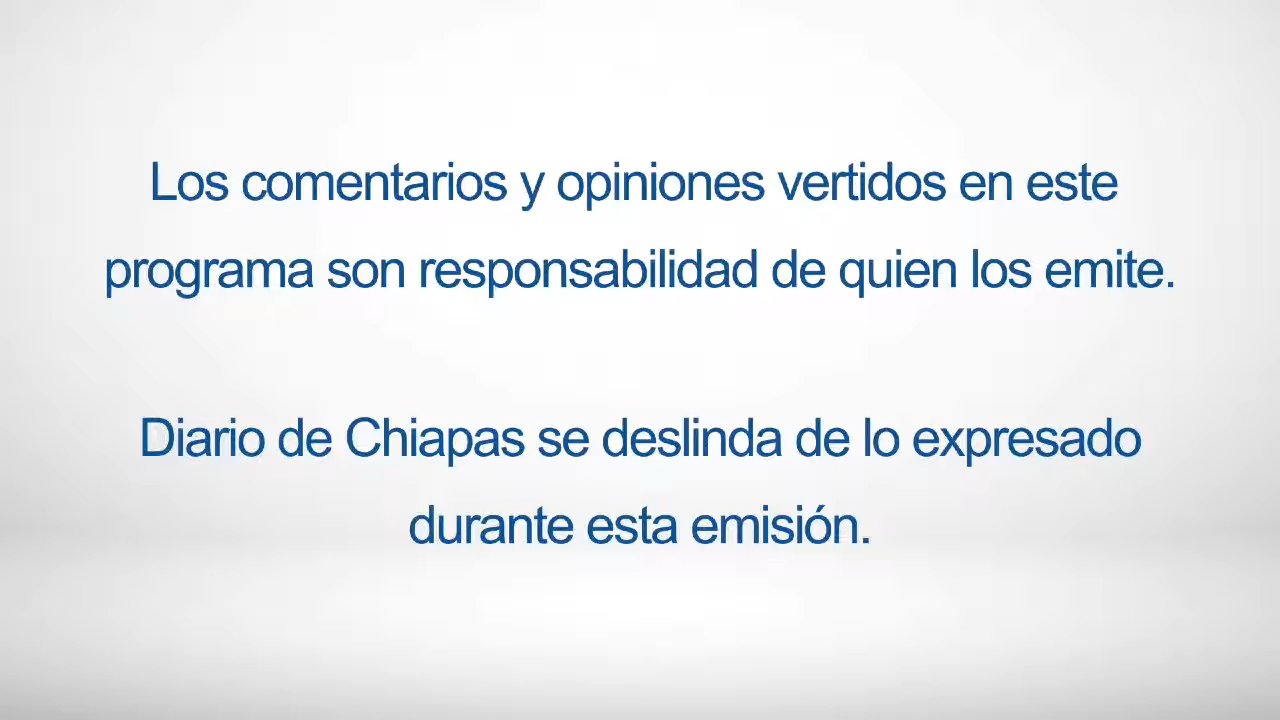 Los comentarios y opiniones vertidos en este
programa son responsabilidad de quien los emite.
Diario de Chiapas se deslinda de lo expresado
durante esta emisión.